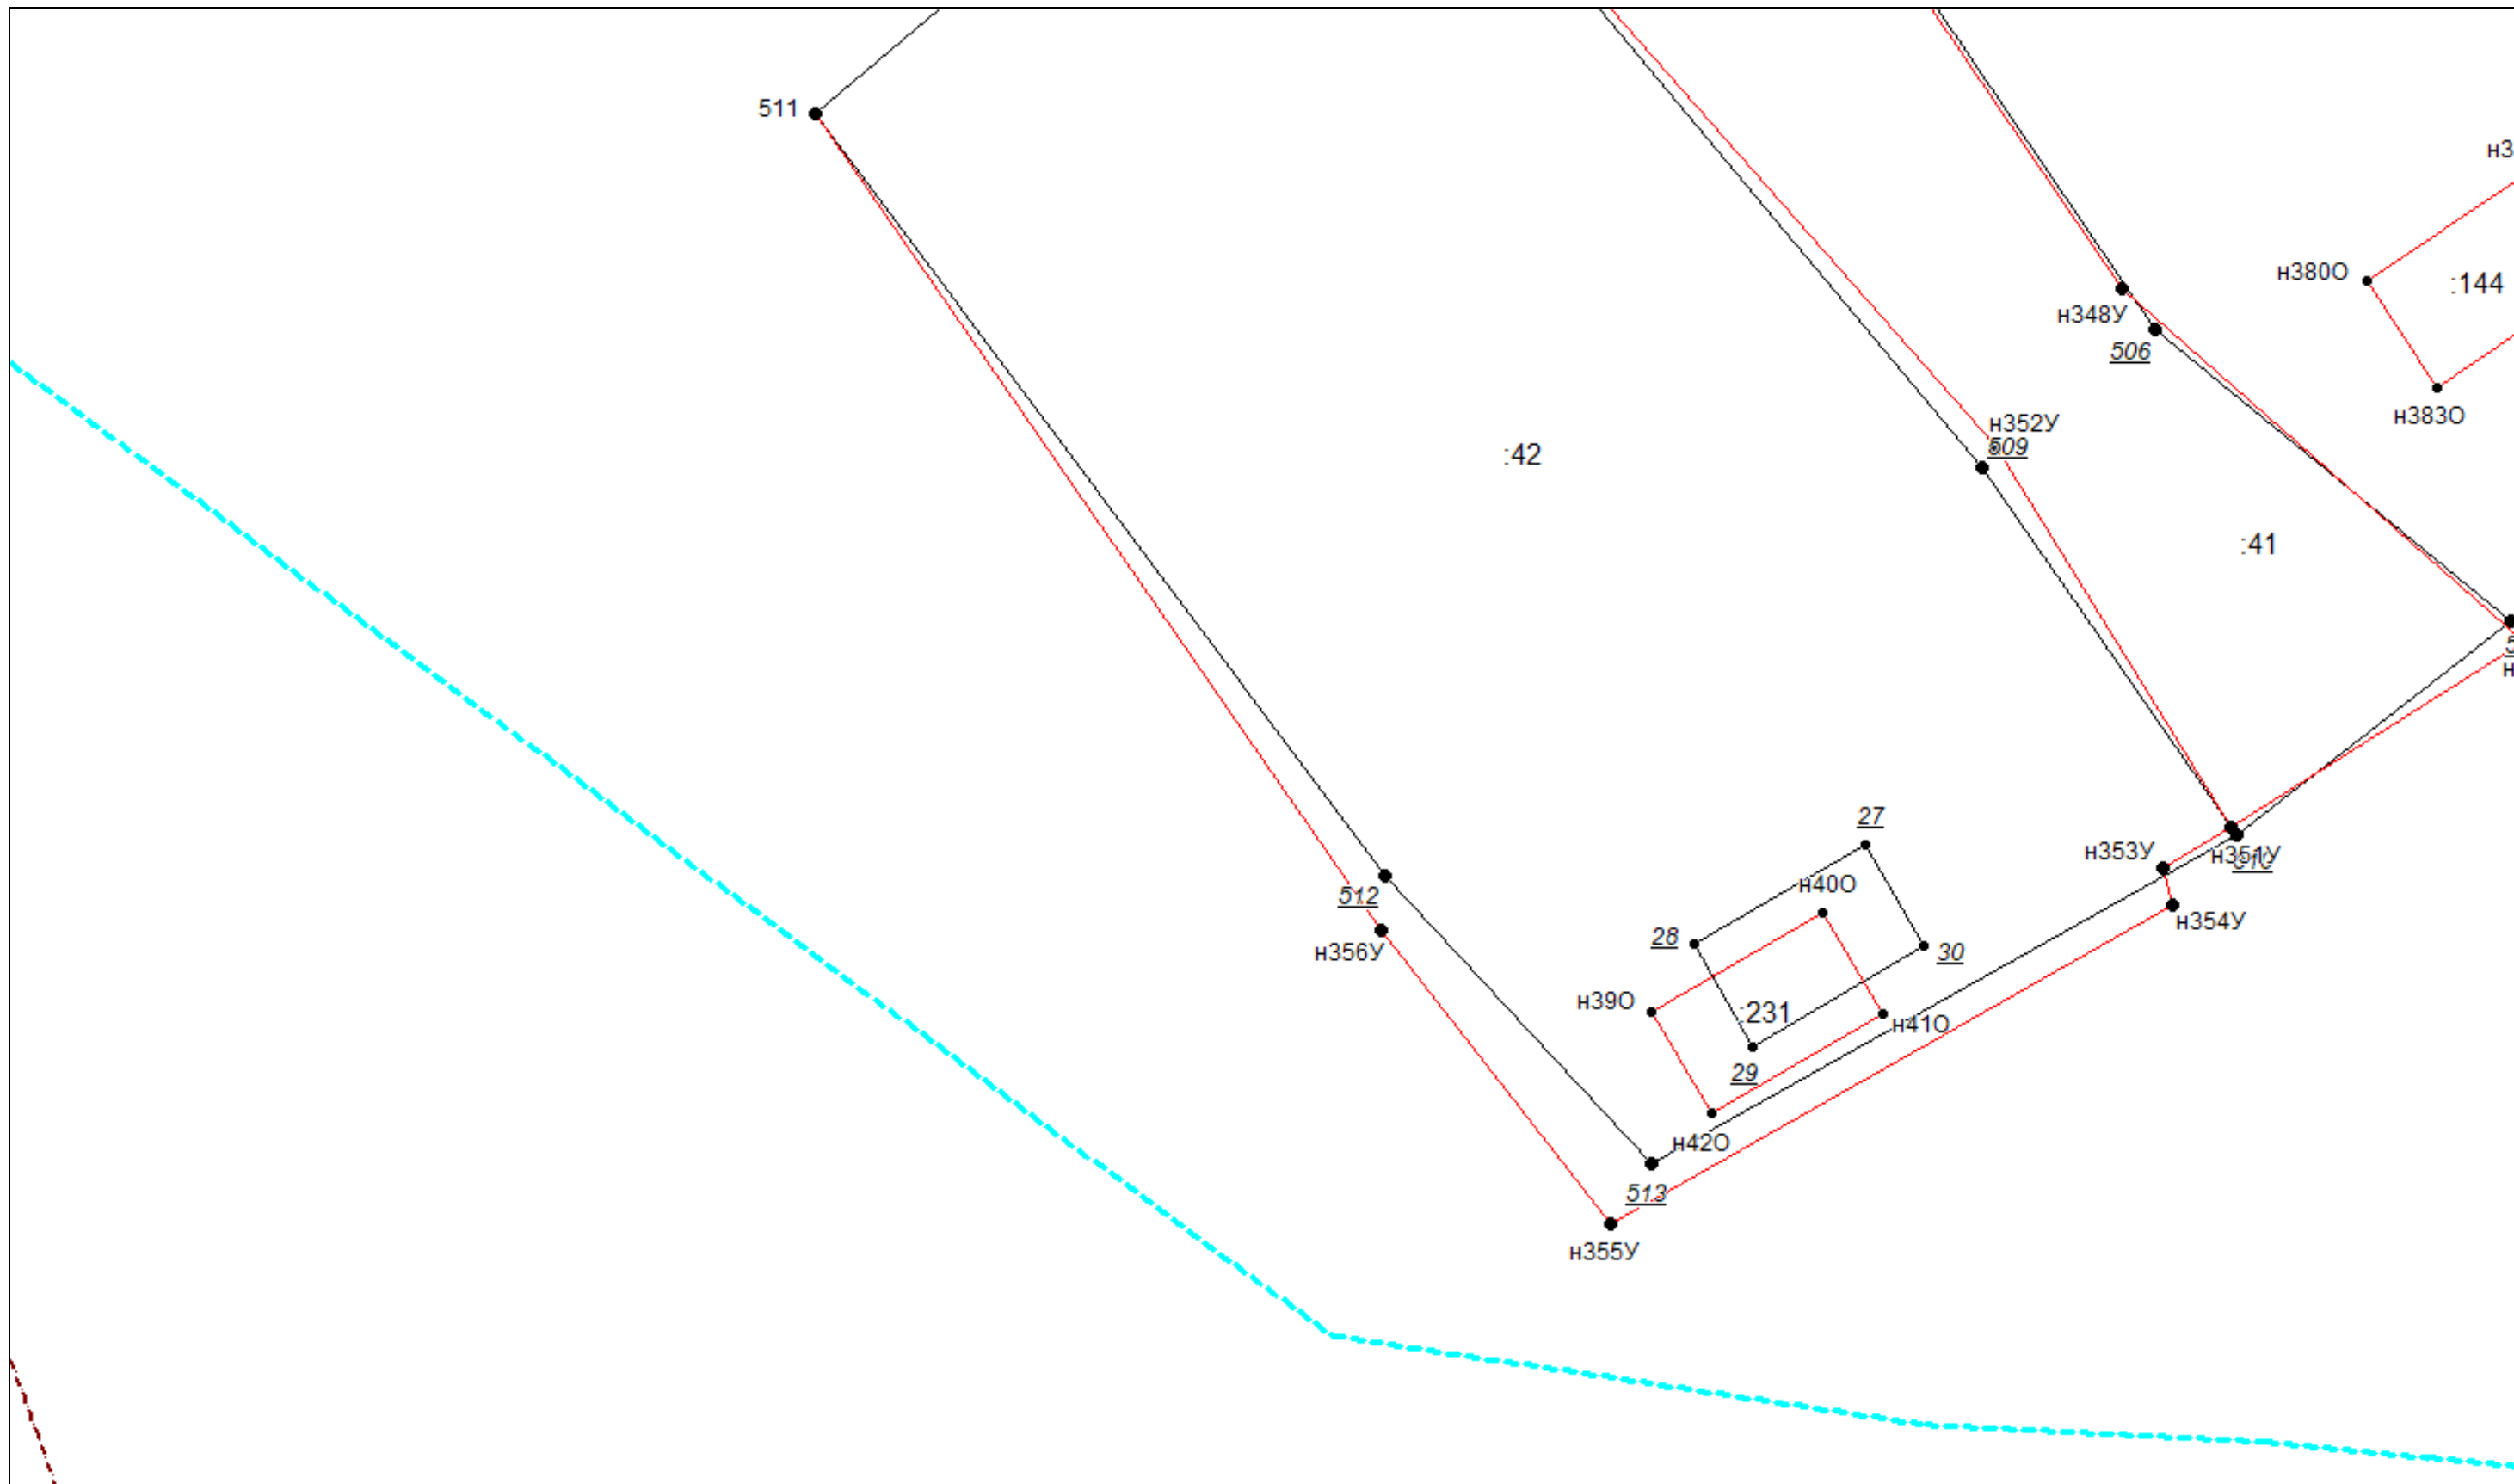 511
н3
н380О
:144
н348У
506
н383О
н352У
509
:42
:41
27
н353У
н351У
н40О
512
н354У
28
30
н356У
н39О
:231
н41О
29
н42О
513
н355У